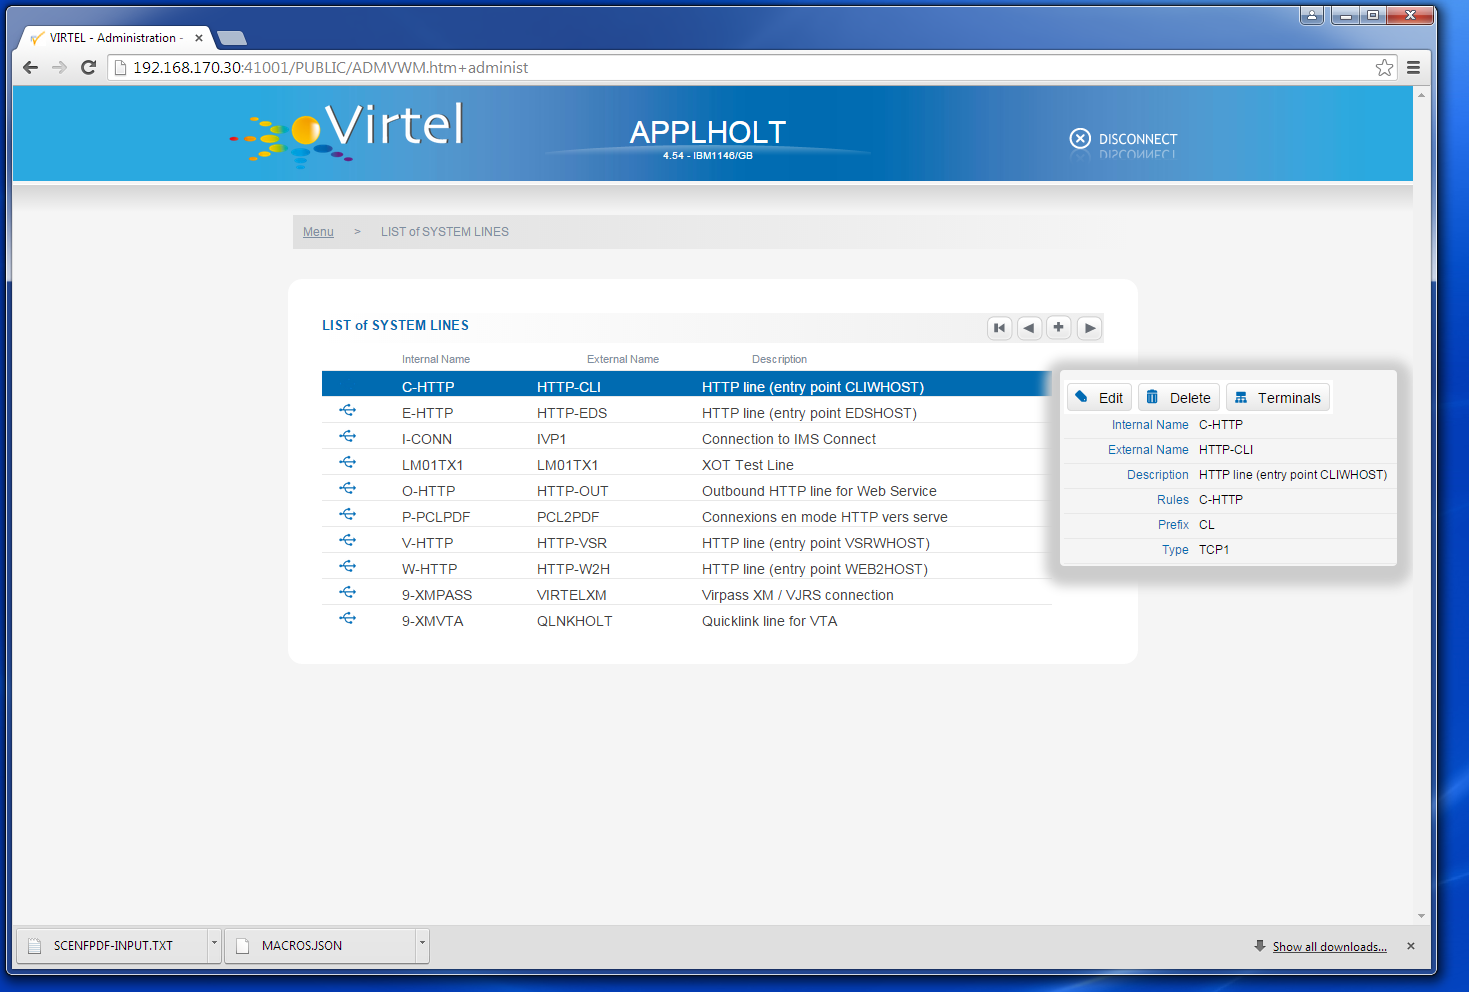 VIRTEL - Administration -
192.168.170.30:41001/PUBLIC/ADMVWM.htm+administ
Virtel
APPLHOLT
4.54 - IBM1146/GB
DISCONNECT
Menu > LIST of SYSTEM LINES
LIST of SYSTEM LINES
Internal Name External Name Description
C-HTTP HTTP-CLI HTTP line (entry point CLIWHOST)
E-HTTP HTTP-EDS HTTP line (entry point EDSHOST)
I-CONN IVP1 Connection to IMS Connect
LM01TX1 LM01TX1 XOT Test Line
O-HTTP HTTP-OUT Outbound HTTP line for Web Service
P-PCLPDF PCL2PDF Connexions en mode HTTP vers serve
V-HTTP HTTP-VSR HTTP line (entry point VSRWHOST)
W-HTTP HTTP-W2H HTTP line (entry point WEB2HOST)
9-XMPASS VIRTELXM Virpass XM / VJRS connection
9-XMVTA QLNKHOLT Quicklink line for VTA
Edit Delete Terminals
Internal Name C-HTTP
External Name HTTP-CLI
Description HTTP line (entry point CLIWHOST)
Rules C-HTTP
Prefix CL
Type TCP1
SCENFPDF-INPUT.TXT MACROS.JSON Show all downloads...